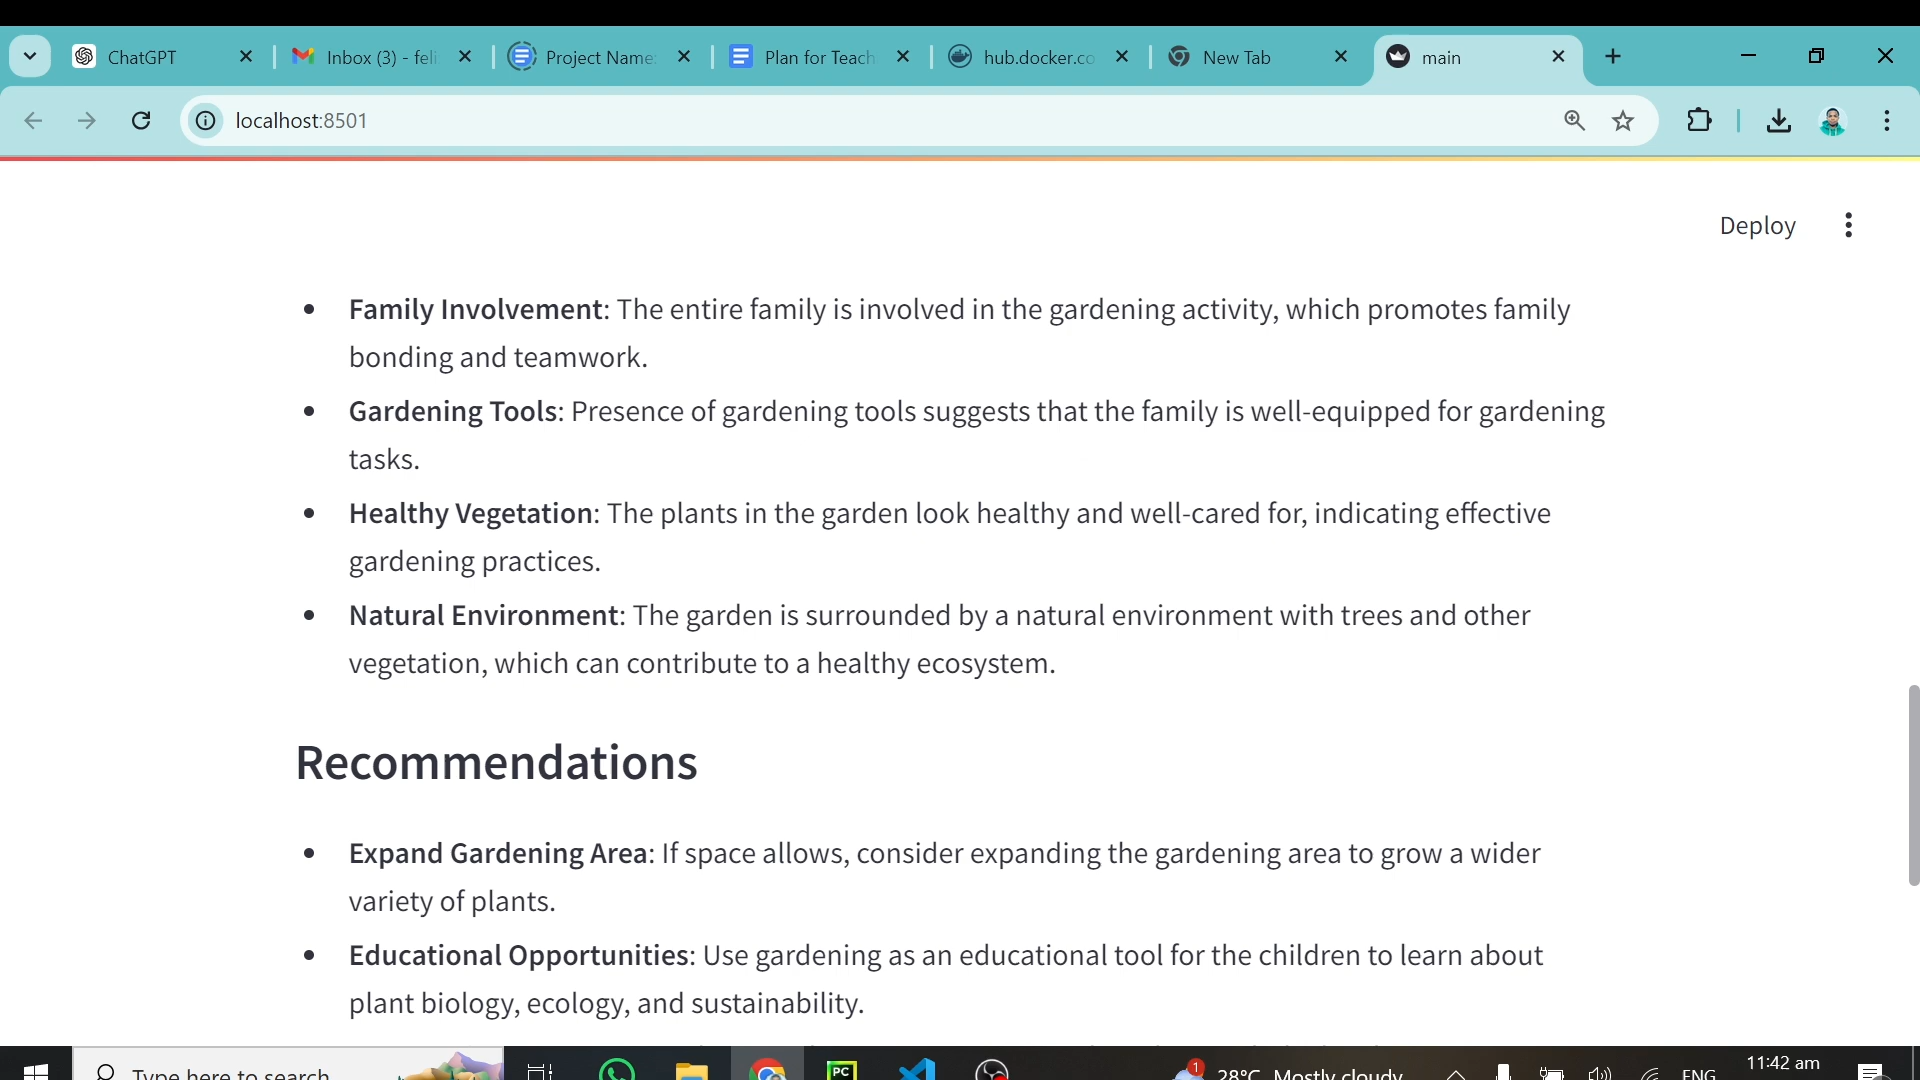 ChatGPT
Inbox (3) - feli
Project Name:
Plan for Teach
hub.docker.co
New Tab
main
localhost:8501
Deploy
• Family Involvement: The entire family is involved in the gardening activity, which promotes family
bonding and teamwork.
• Gardening Tools: Presence of gardening tools suggests that the family is well-equipped for gardening
tasks.
• Healthy Vegetation: The plants in the garden look healthy and well-cared for, indicating effective
gardening practices.
• Natural Environment: The garden is surrounded by a natural environment with trees and other
vegetation, which can contribute to a healthy ecosystem.
Recommendations
• Expand Gardening Area: If space allows, consider expanding the gardening area to grow a wider
variety of plants.
• Educational Opportunities: Use gardening as an educational tool for the children to learn about
plant biology, ecology, and sustainability.
Type here to search
PC
1
28°C Mostly cloudy
ENG
11:42 am